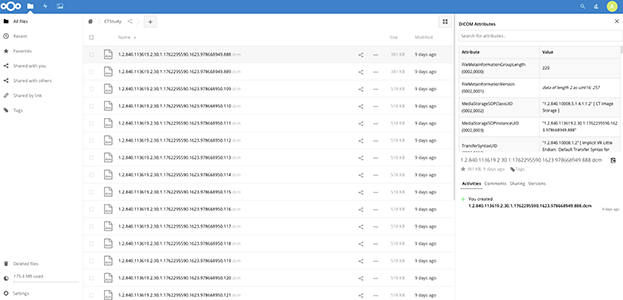 All files
Recent
Favorites
Shared with you
Shared with others
Shared by link
Tags
Deleted files
175.4 MB used
Settings
CTStudy
+
Name
Size
Modified
1.2.840.113619.2.30.1.1762295590.1623.978668949.888.dcm
381 KB
9 days ago
1.2.840.113619.2.30.1.1762295590.1623.978668949.889.dcm
381 KB
9 days ago
1.2.840.113619.2.30.1.1762295590.1623.978668950.109.dcm
519 KB
9 days ago
1.2.840.113619.2.30.1.1762295590.1623.978668950.110.dcm
519 KB
9 days ago
1.2.840.113619.2.30.1.1762295590.1623.978668950.111.dcm
519 KB
9 days ago
1.2.840.113619.2.30.1.1762295590.1623.978668950.112.dcm
519 KB
9 days ago
1.2.840.113619.2.30.1.1762295590.1623.978668950.113.dcm
519 KB
9 days ago
1.2.840.113619.2.30.1.1762295590.1623.978668950.114.dcm
519 KB
9 days ago
1.2.840.113619.2.30.1.1762295590.1623.978668950.115.dcm
519 KB
9 days ago
1.2.840.113619.2.30.1.1762295590.1623.978668950.116.dcm
519 KB
9 days ago
1.2.840.113619.2.30.1.1762295590.1623.978668950.117.dcm
519 KB
9 days ago
1.2.840.113619.2.30.1.1762295590.1623.978668950.118.dcm
519 KB
9 days ago
1.2.840.113619.2.30.1.1762295590.1623.978668950.119.dcm
519 KB
9 days ago
1.2.840.113619.2.30.1.1762295590.1623.978668950.120.dcm
519 KB
9 days ago
1.2.840.113619.2.30.1.1762295590.1623.978668950.121.dcm
519 KB
9 days ago
A
DICOM Attributes
Search for attributes..
Attribute
Value
FileMetaInformationGroupLength
(0002,0000)
229
FileMetaInformationVersion
(0002,0001)
data of length 2 as uint16: 257
MediaStorageSOPClassUID
(0002,0002)
"1.2.840.10008.5.1.4.1.1.2" [ CT Image
Storage ]
MediaStorageSOPInstanceUID
(0002,0003)
"1.2.840.113619.2.30.1.1762295590.162
3.978668949.888"
TransferSyntaxUID
"1.2.840.10008.1.2" [ Implicit VR Little
Endian: Default Transfer Syntax for
1.2.840.113619.2.30.1.1762295590.1623.978668949.888.dcm
381 KB, 9 days ago
Tags
Activities
Comments
Sharing
Versions
You created
1.2.840.113619.2.30.1.1762295590.1623.978668949.888.dcm
9 days ago